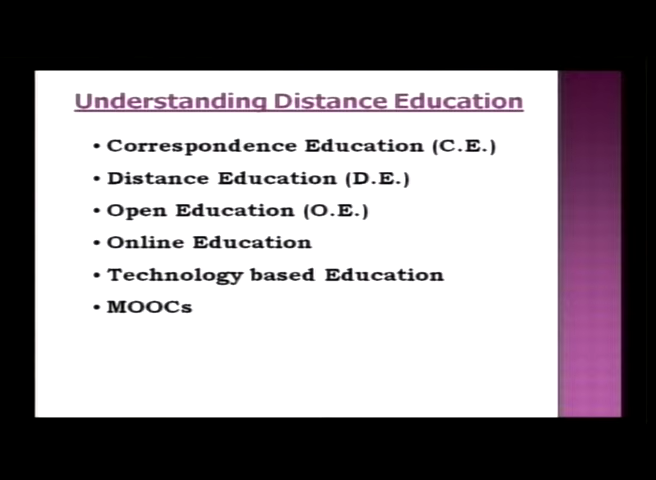 Understanding Distance Education
• Correspondence Education (C.E.)
• Distance Education (D.E.)
• Open Education (O.E.)
• Online Education
• Technology based Education
• MOOCs